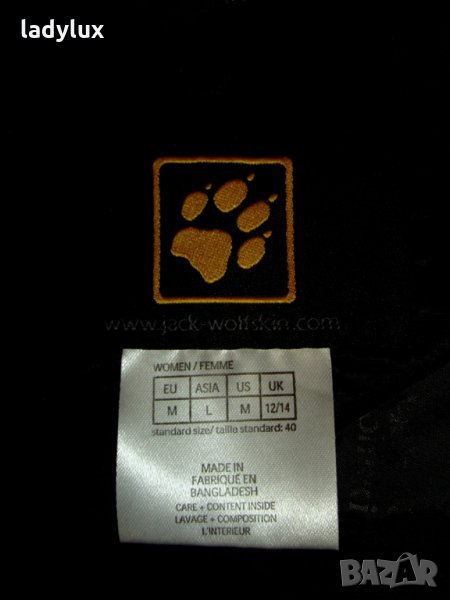 ladylux
www.jack-wolfskin.com
WOMEN / FEMME
EU ASIA US UK
M L M 12/14
standard size/ taille standard: 40
MADE IN
FABRIQUÉ EN
BANGLADESH
CARE + CONTENT INSIDE
LAVAGE + COMPOSITION
L'INTERIEUR
BAZAR